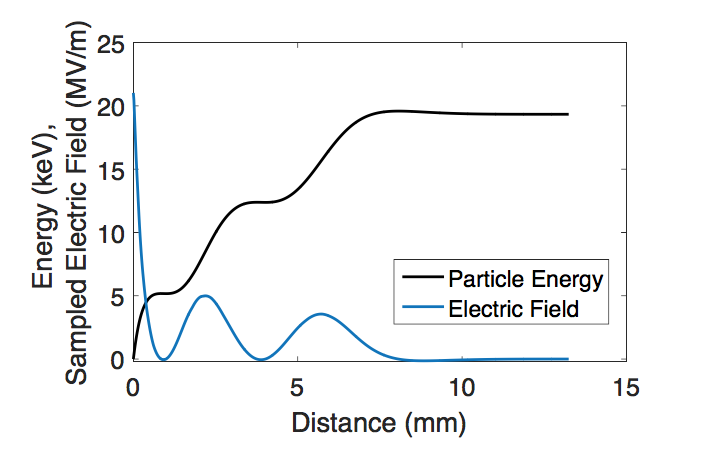 Energy (keV),
Sampled Electric Field (MV/m)
25
20
15
10
5
0
Particle Energy
Electric Field
0 5 10 15
Distance (mm)